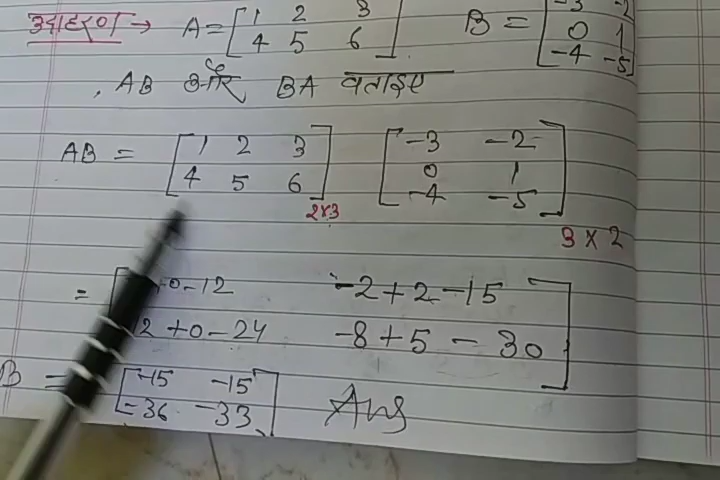 उदाहरण → A = [1 2 3 B = [-3 -2
4 5 6] 0 1
-4 -5]
, AB और BA बताइए
AB = [1 2 3 [-3 -2
4 5 6] 0 1
2x3 -4 -5]
3 x 2
= [ +0-12 -2+2-15
12 +0-24 -8+5-30]
B = [-15 -15
-36 -33] Ans